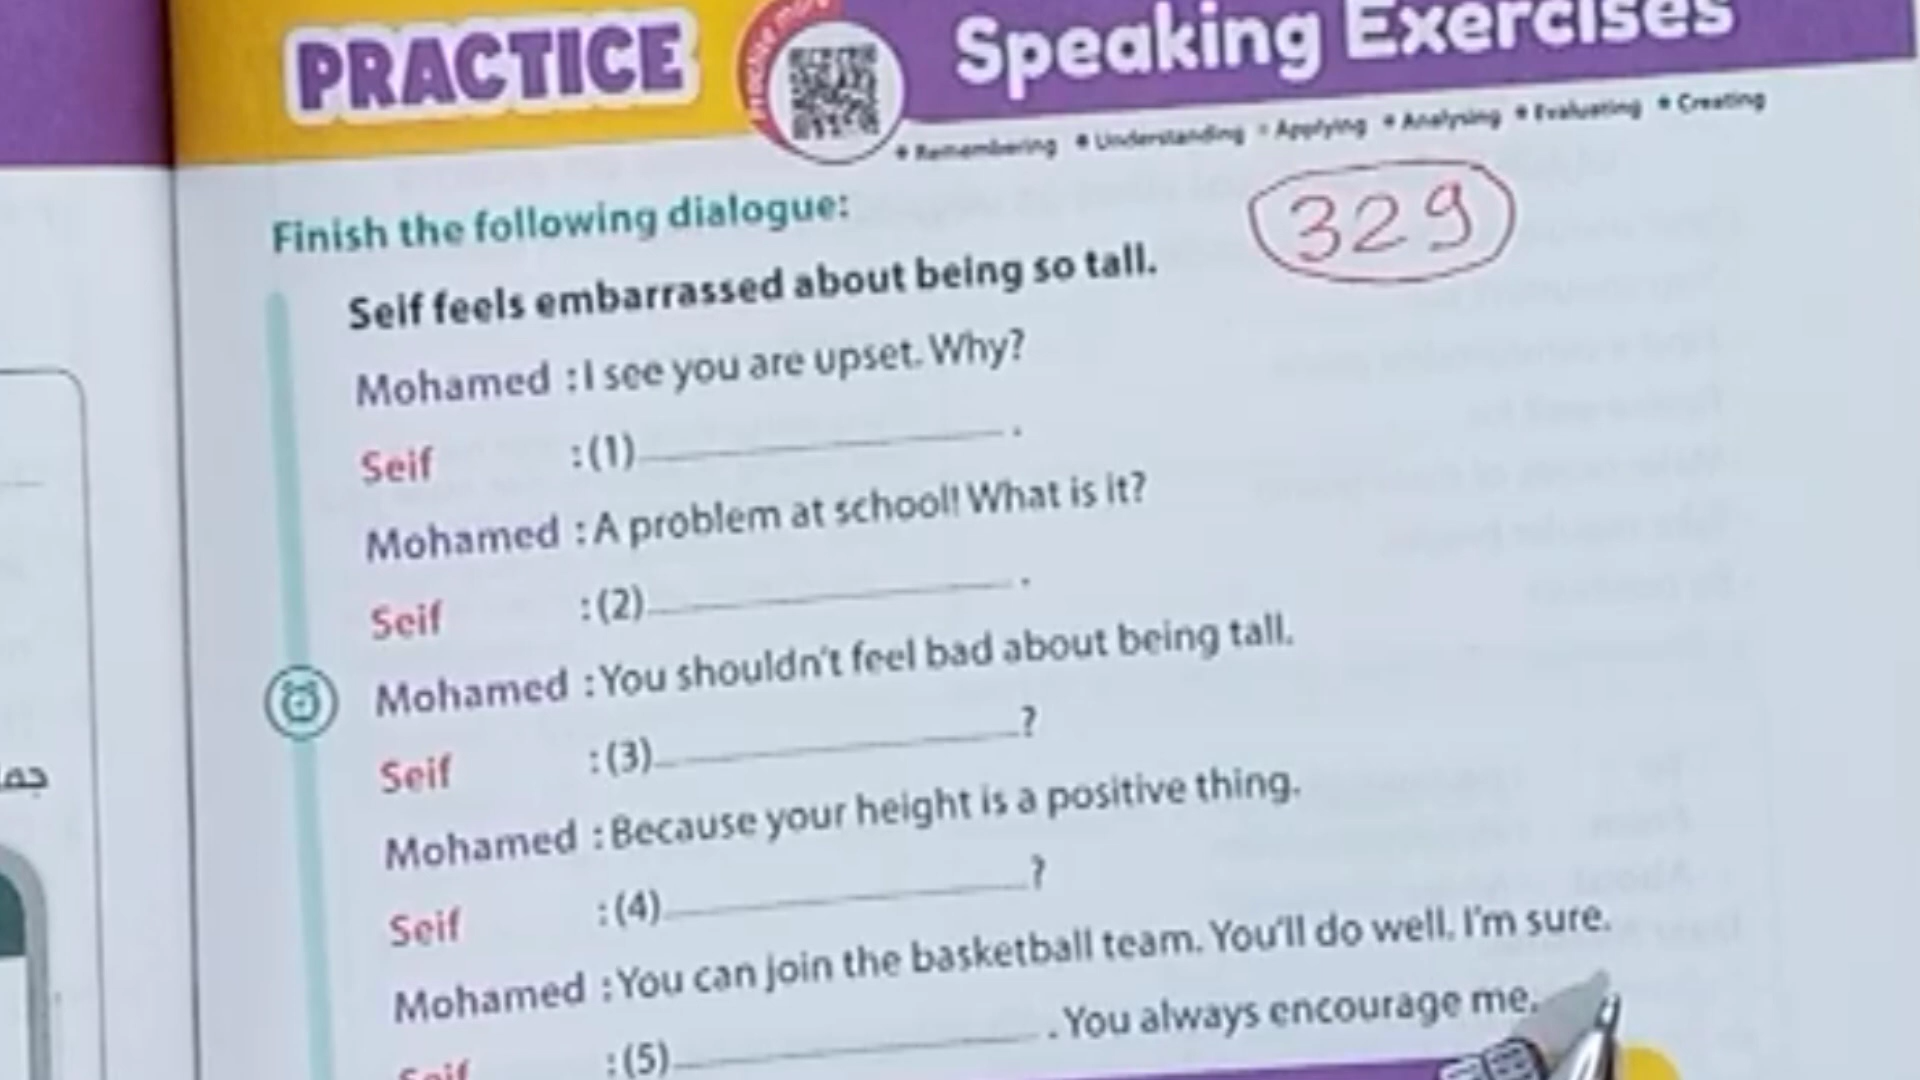 PRACTICE
Practice more
Speaking Exercises
• Remembering • Understanding • Applying • Analysing • Evaluating • Creating
329
Finish the following dialogue:
Seif feels embarrassed about being so tall.
Mohamed : I see you are upset. Why?
Seif : (1) .
Mohamed : A problem at school! What is it?
Seif : (2) .
Mohamed : You shouldn't feel bad about being tall.
Seif : (3) ?
Mohamed : Because your height is a positive thing.
Seif : (4) ?
Mohamed : You can join the basketball team. You'll do well. I'm sure.
Seif : (5) . You always encourage me.